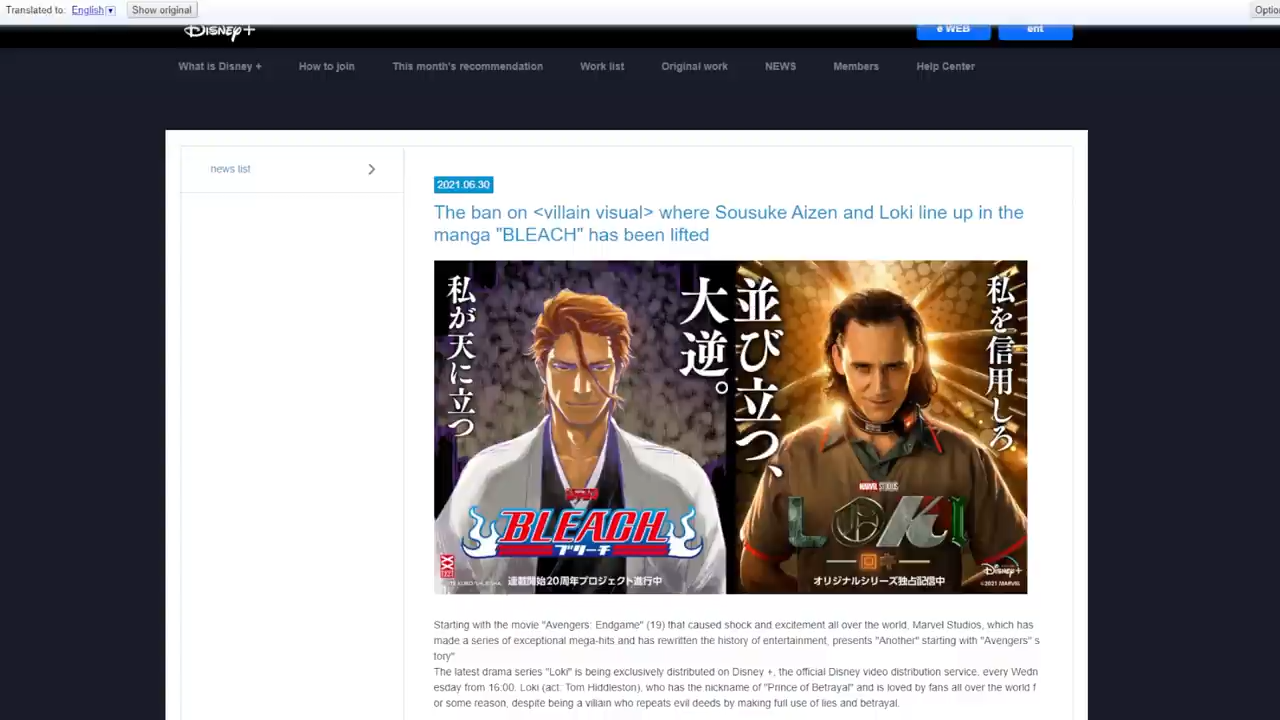 Translated to: English
Show original
Optio
Disney+
e WEB
ent
What is Disney +
How to join
This month's recommendation
Work list
Original work
NEWS
Members
Help Center
news list
2021.06.30
The ban on <villain visual> where Sousuke Aizen and Loki line up in the
manga "BLEACH" has been lifted
私が天に立つ
大逆。
並び立つ、
私を信用しろ
BLEACH
ブリーチ
連載開始20周年プロジェクト進行中
MARVEL STUDIOS
LOKI
ロキ
オリジナルシリーズ独占配信中
Disney+
©2021 MARVEL
Starting with the movie "Avengers: Endgame" (19) that caused shock and excitement all over the world, Marvel Studios, which has
made a series of exceptional mega-hits and has rewritten the history of entertainment, presents "Another" starting with "Avengers" s
tory"
The latest drama series "Loki" is being exclusively distributed on Disney +, the official Disney video distribution service, every Wedn
esday from 16:00. Loki (act: Tom Hiddleston), who has the nickname of "Prince of Betrayal" and is loved by fans all over the world f
or some reason, despite being a villain who repeats evil deeds by making full use of lies and betrayal.